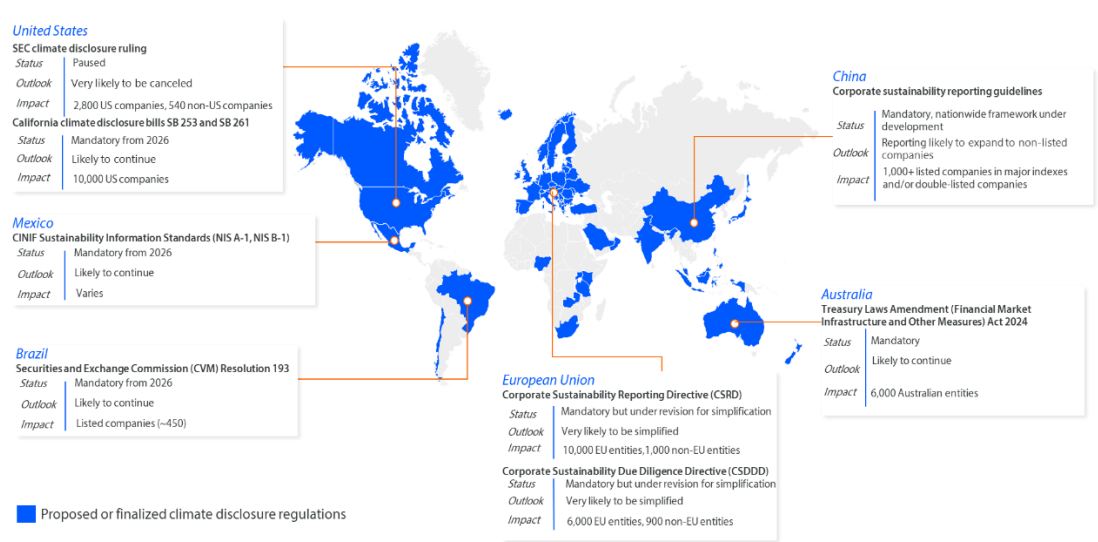 United States
SEC climate disclosure ruling
Status Paused
Outlook Very likely to be canceled
Impact 2,800 US companies, 540 non-US companies
California climate disclosure bills SB 253 and SB 261
Status Mandatory from 2026
Outlook Likely to continue
Impact 10,000 US companies
Mexico
CINIF Sustainability Information Standards (NIS A-1, NIS B-1)
Status Mandatory from 2026
Outlook Likely to continue
Impact Varies
Brazil
Securities and Exchange Commission (CVM) Resolution 193
Status Mandatory from 2026
Outlook Likely to continue
Impact Listed companies (~450)
European Union
Corporate Sustainability Reporting Directive (CSRD)
Status Mandatory but under revision for simplification
Outlook Very likely to be simplified
Impact 10,000 EU entities,1,000 non-EU entities
Corporate Sustainability Due Diligence Directive (CSDDD)
Status Mandatory but under revision for simplification
Outlook Very likely to be simplified
Impact 6,000 EU entities, 900 non-EU entities
China
Corporate sustainability reporting guidelines
Status Mandatory, nationwide framework under
development
Outlook Reporting likely to expand to non-listed
companies
Impact 1,000+ listed companies in major indexes
and/or double-listed companies
Australia
Treasury Laws Amendment (Financial Market
Infrastructure and Other Measures) Act 2024
Status Mandatory
Outlook Likely to continue
Impact 6,000 Australian entities
Proposed or finalized climate disclosure regulations